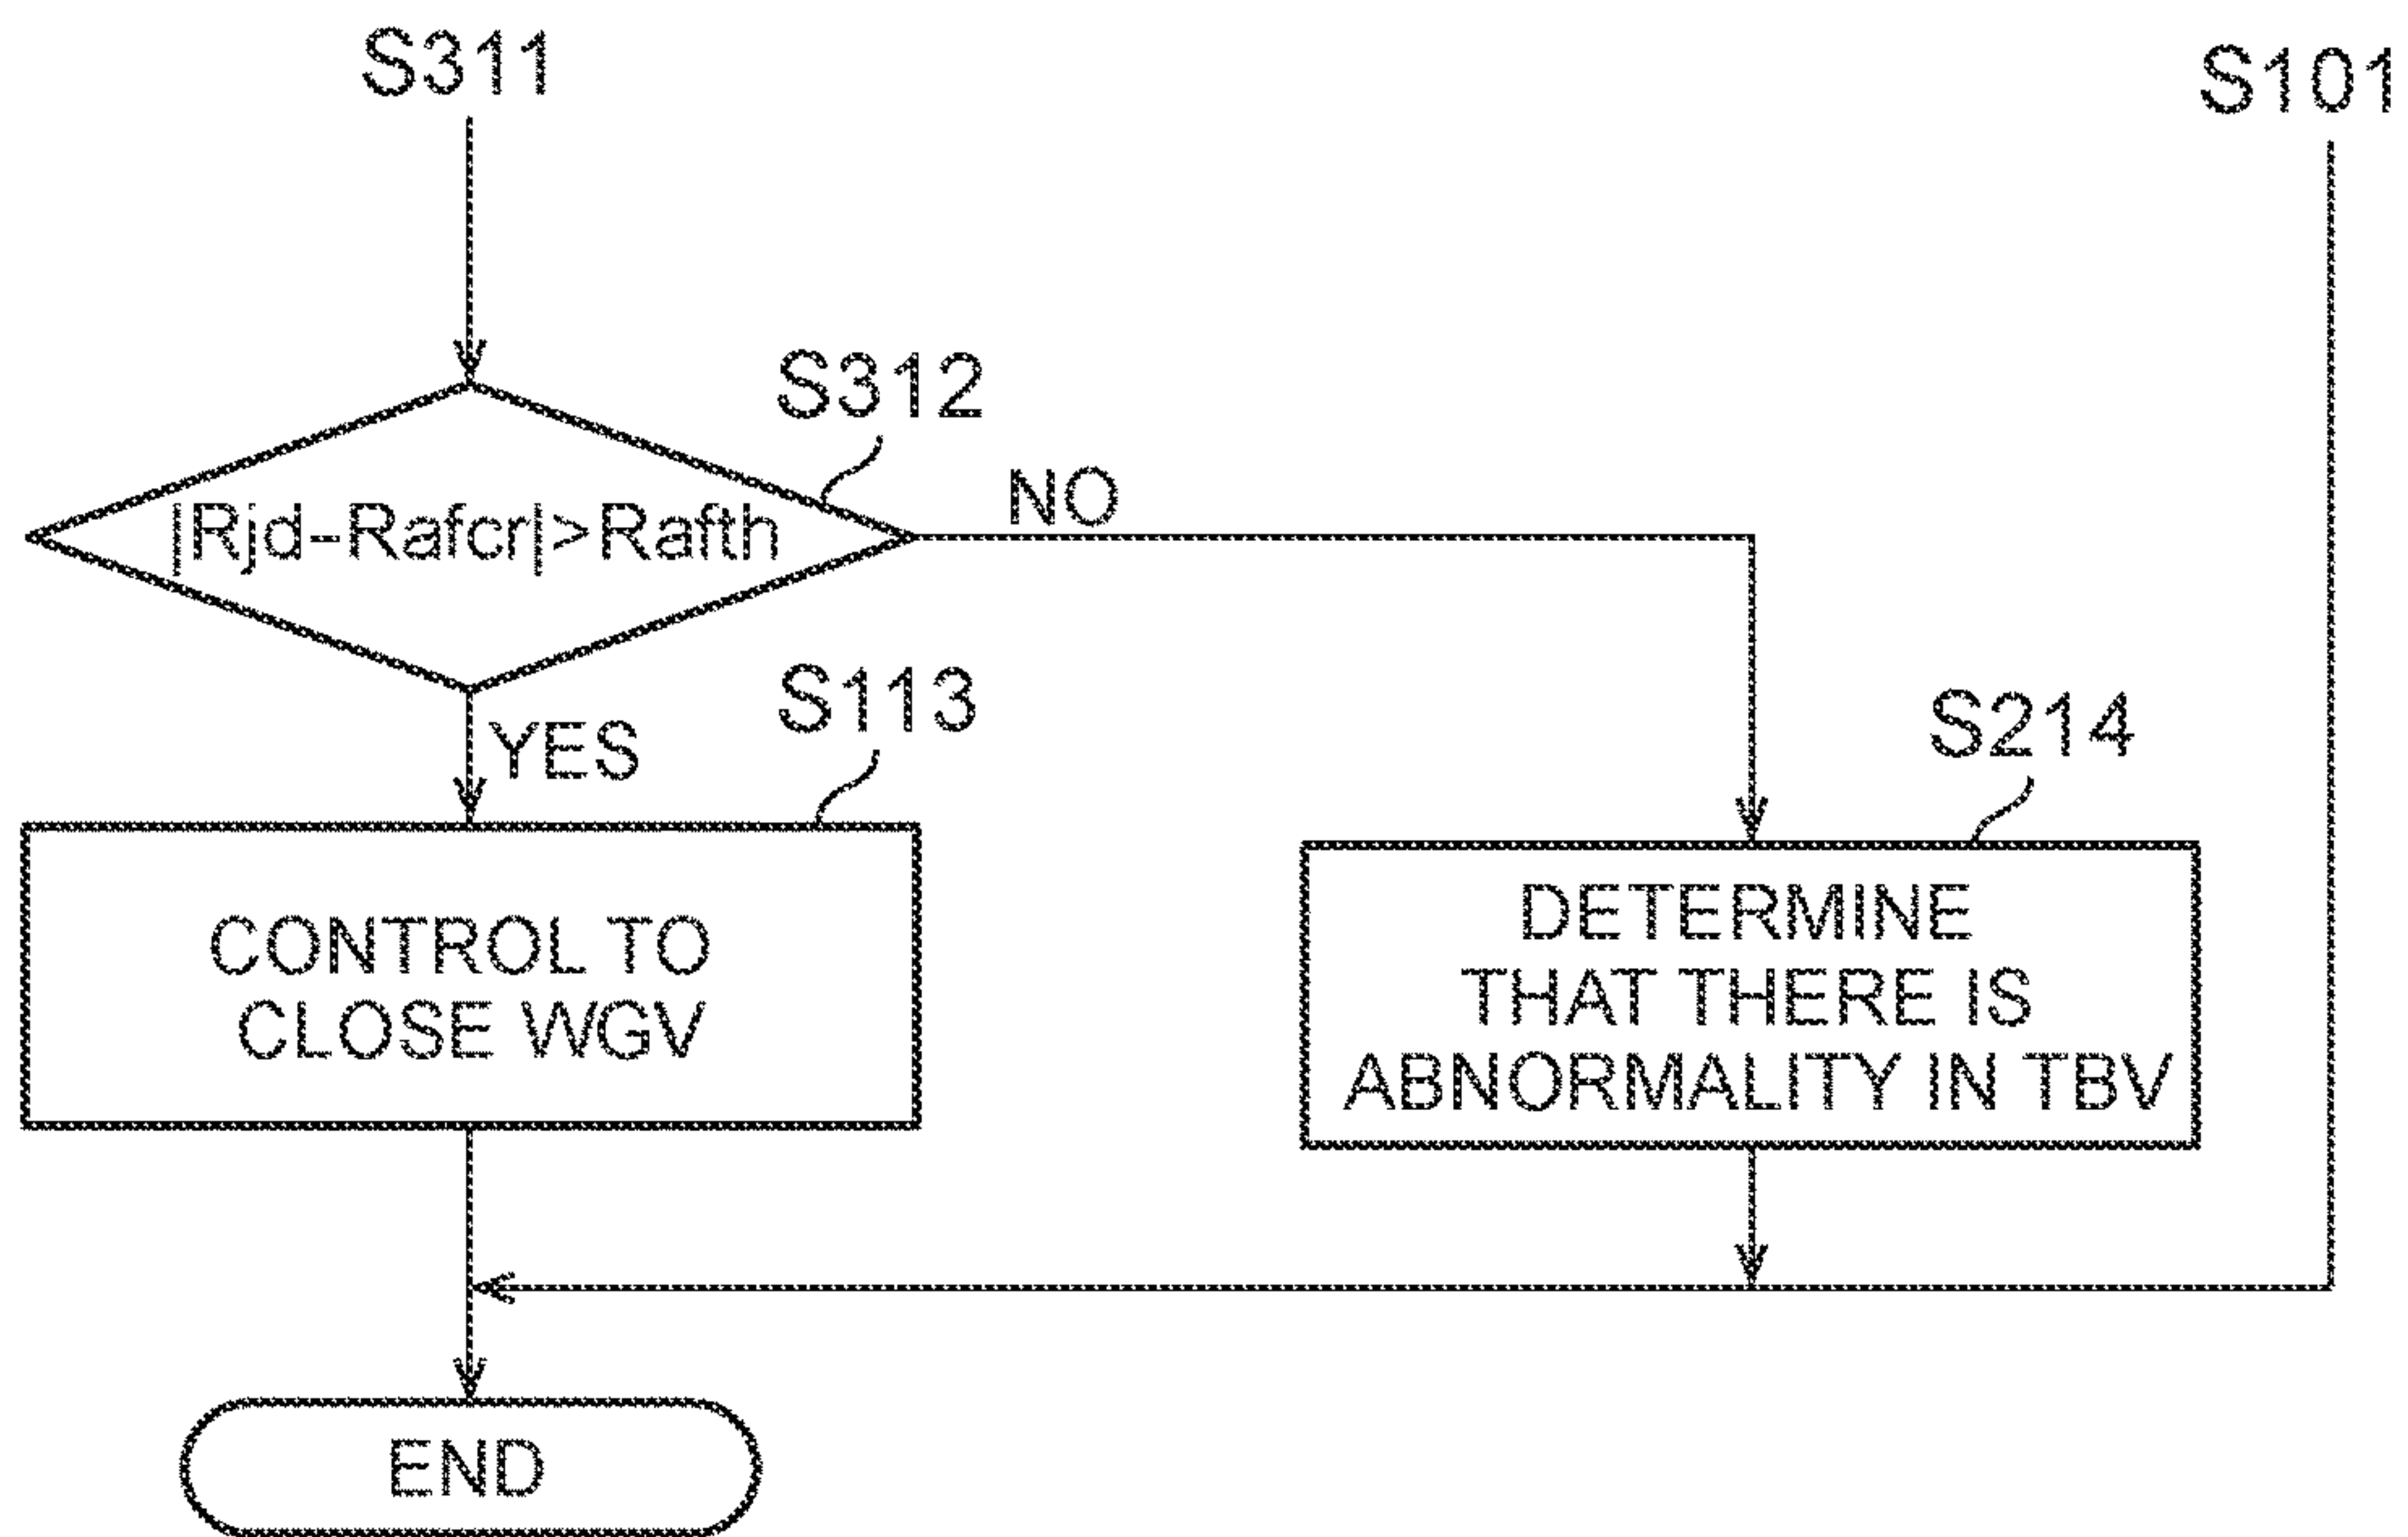 S311
S101
S312
|Rjd-Rafcr|>Rafth
NO
YES
S113
S214
CONTROL TO
CLOSE WGV
DETERMINE
THAT THERE IS
ABNORMALITY IN TBV
END